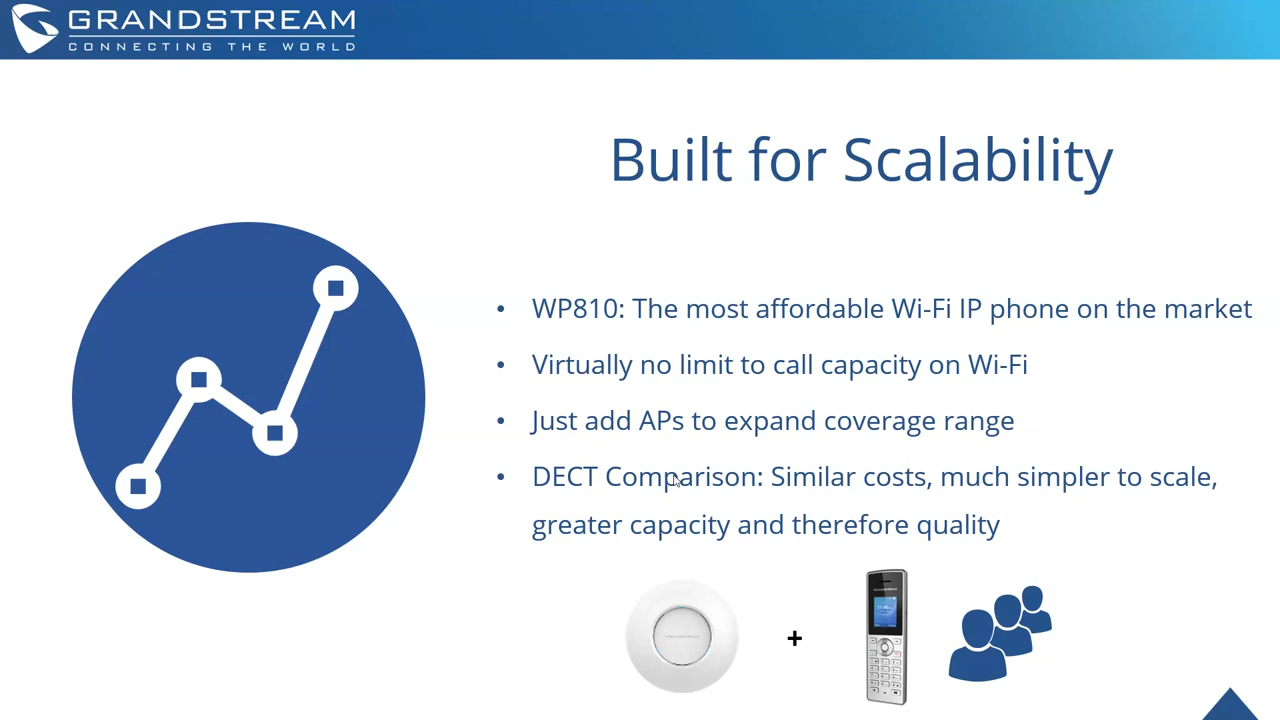 GRANDSTREAM
CONNECTING THE WORLD
Built for Scalability
• WP810: The most affordable Wi-Fi IP phone on the market
• Virtually no limit to call capacity on Wi-Fi
• Just add APs to expand coverage range
• DECT Comparison: Similar costs, much simpler to scale,
greater capacity and therefore quality
+